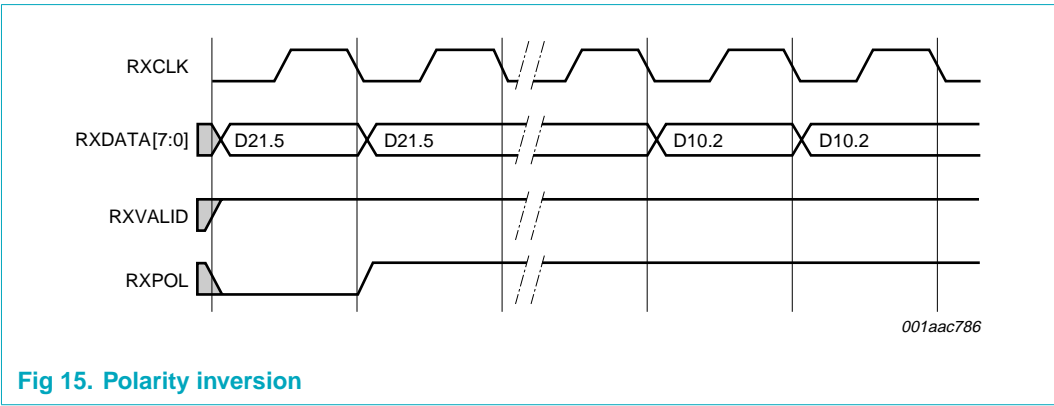 RXCLK
RXDATA[7:0]
D21.5
D21.5
D10.2
D10.2
RXVALID
RXPOL
001aac786
Fig 15. Polarity inversion